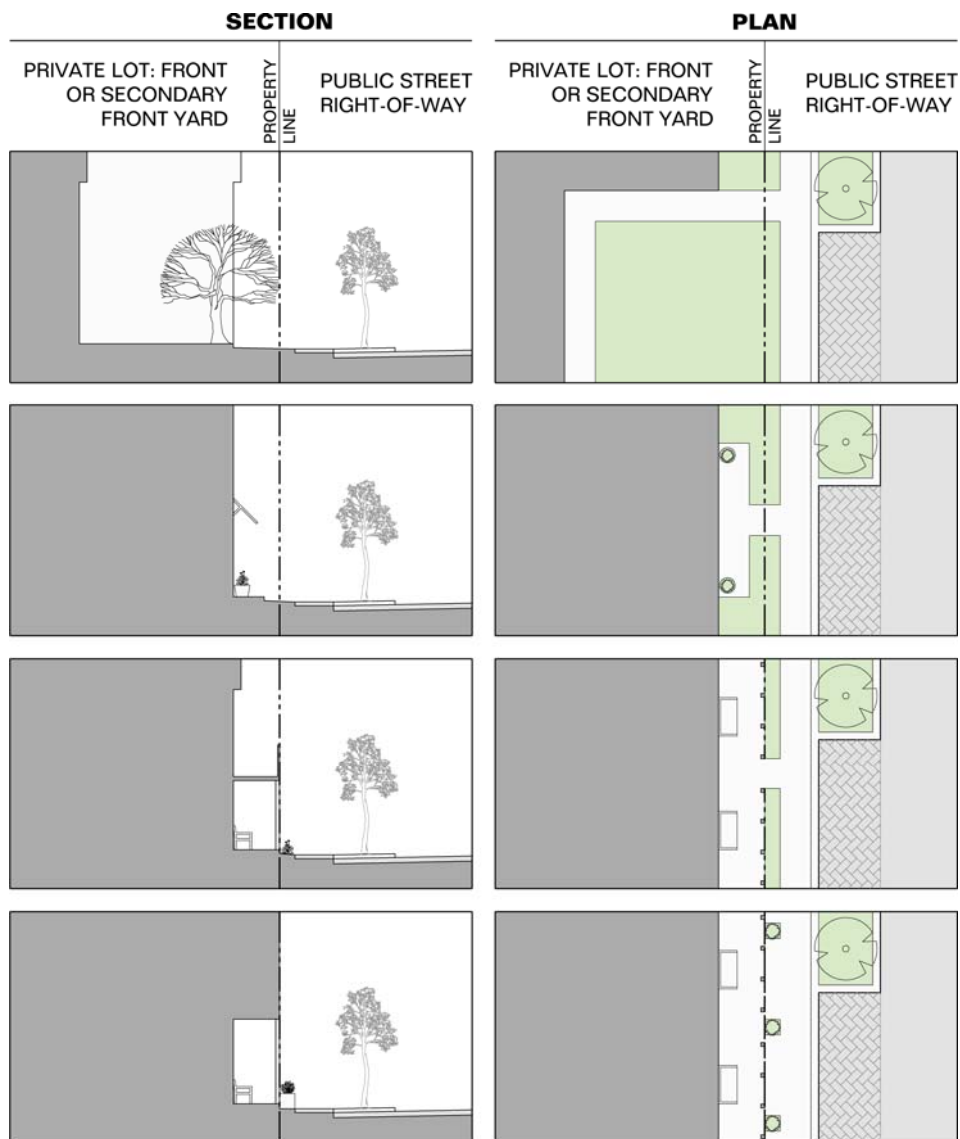 SECTION
PRIVATE LOT: FRONT
OR SECONDARY
FRONT YARD
PROPERTY
LINE
PUBLIC STREET
RIGHT-OF-WAY
PLAN
PRIVATE LOT: FRONT
OR SECONDARY
FRONT YARD
PROPERTY
LINE
PUBLIC STREET
RIGHT-OF-WAY